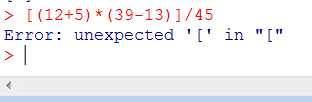 > [(12+5)*(39-13)]/45
Error: unexpected '[' in "["
>